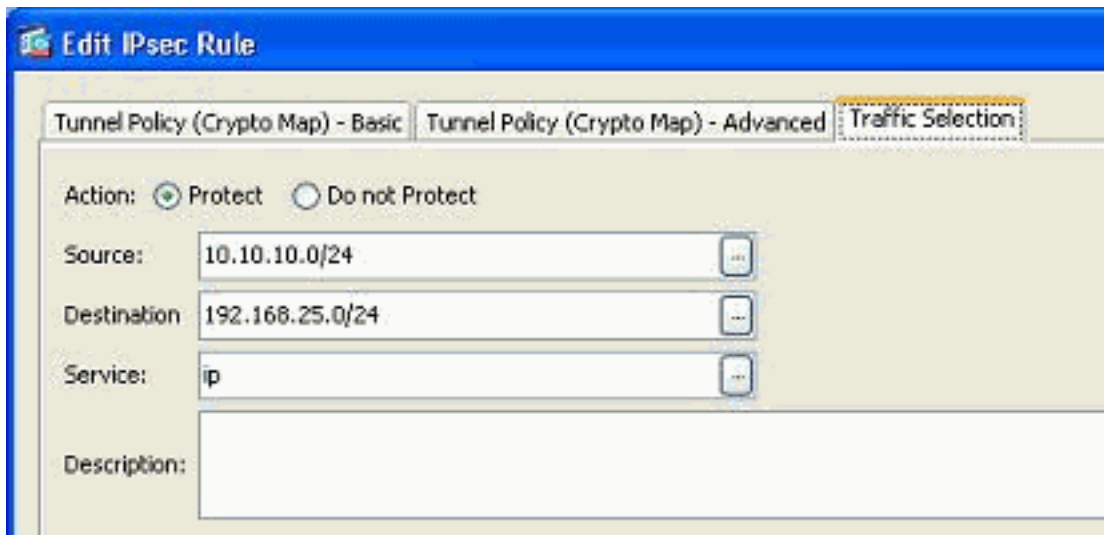 Edit IPsec Rule
Tunnel Policy (Crypto Map) - Basic Tunnel Policy (Crypto Map) - Advanced Traffic Selection
Action: Protect Do not Protect
Source: 10.10.10.0/24 ...
Destination 192.168.25.0/24 ...
Service: ip ...
Description: